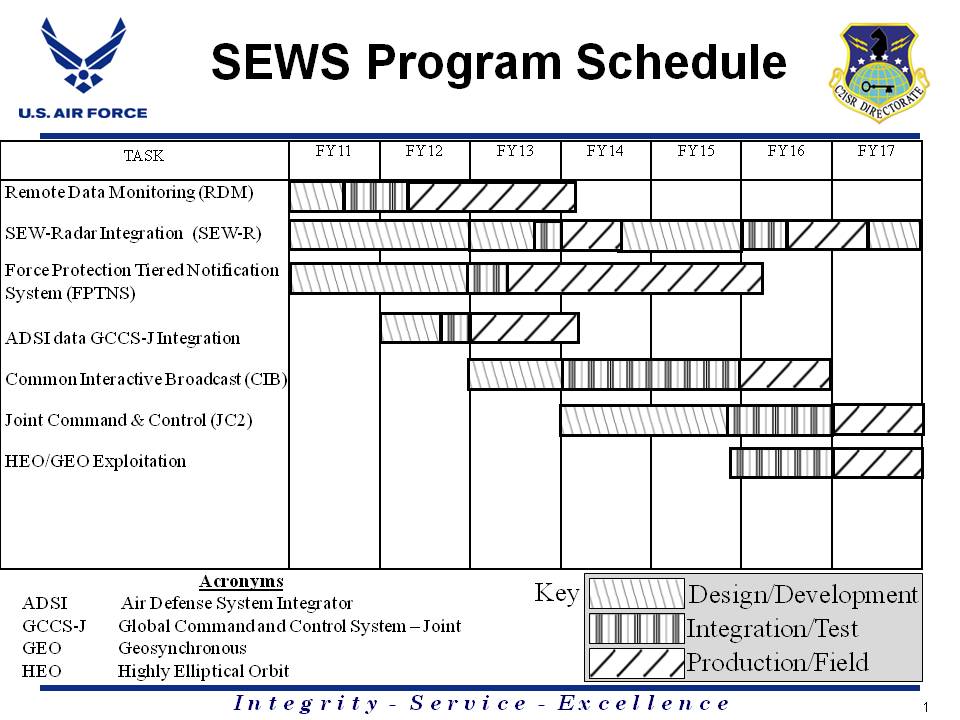 SEWS Program Schedule
U.S. AIR FORCE
C2ISR DIRECTORATE
TASK FY11 FY12 FY13 FY14 FY15 FY16 FY17
Remote Data Monitoring (RDM)
SEW-Radar Integration (SEW-R)
Force Protection Tiered Notification
System (FPTNS)
ADSI data GCCS-J Integration
Common Interactive Broadcast (CIB)
Joint Command & Control (JC2)
HEO/GEO Exploitation
Acronyms
ADSI Air Defense System Integrator
GCCS-J Global Command and Control System – Joint
GEO Geosynchronous
HEO Highly Elliptical Orbit
Key
Design/Development
Integration/Test
Production/Field
Integrity - Service - Excellence
1